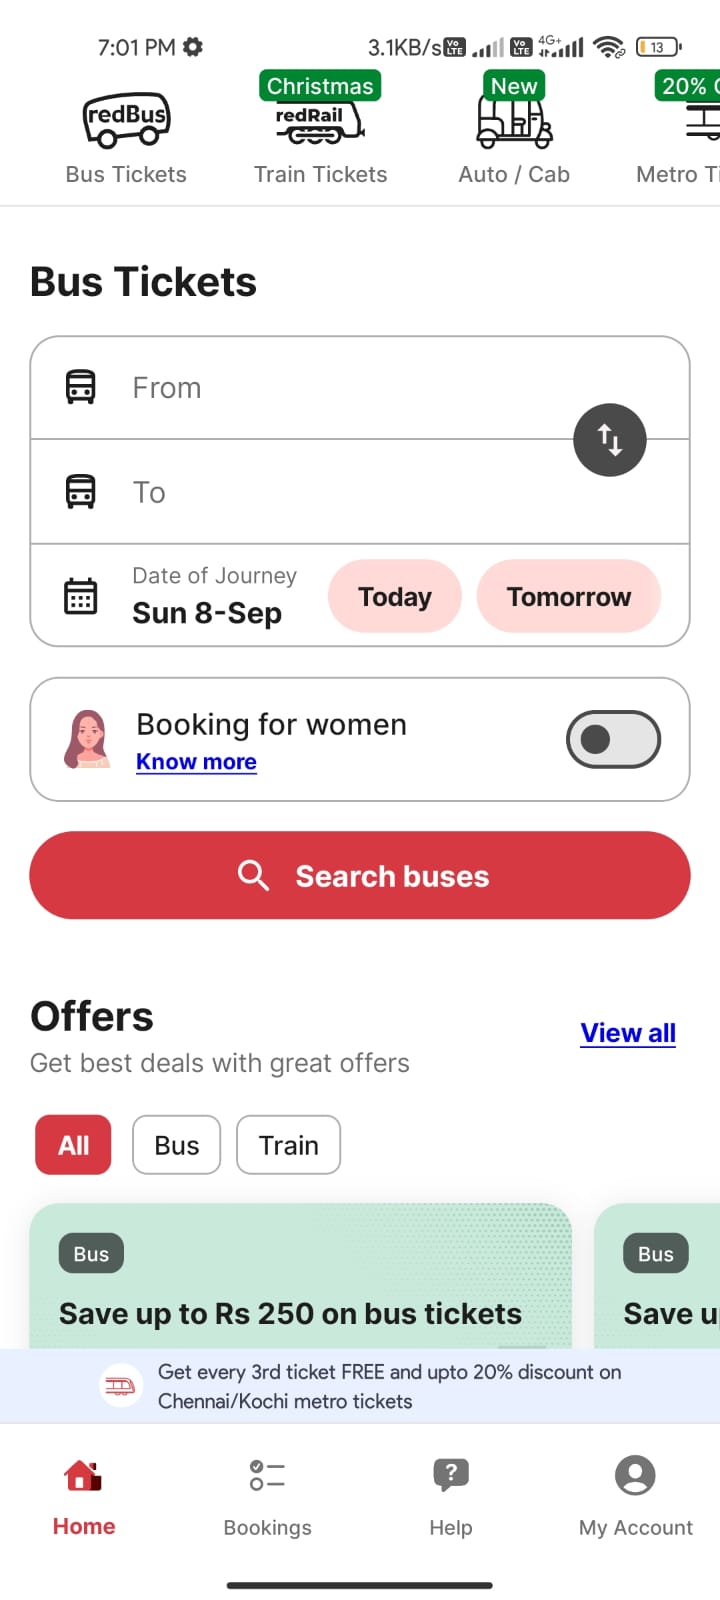 7:01 PM
3.1KB/s Vo LTE Vo LTE 4G+ 13
Christmas
New
20%
redBus
redRail
Bus Tickets
Train Tickets
Auto / Cab
Metro
Bus Tickets
From
To
Date of Journey
Sun 8-Sep
Today
Tomorrow
Booking for women
Know more
Search buses
Offers
View all
Get best deals with great offers
All
Bus
Train
Bus
Save up to Rs 250 on bus tickets
Bus
Save
Get every 3rd ticket FREE and upto 20% discount on
Chennai/Kochi metro tickets
Home
Bookings
Help
My Account